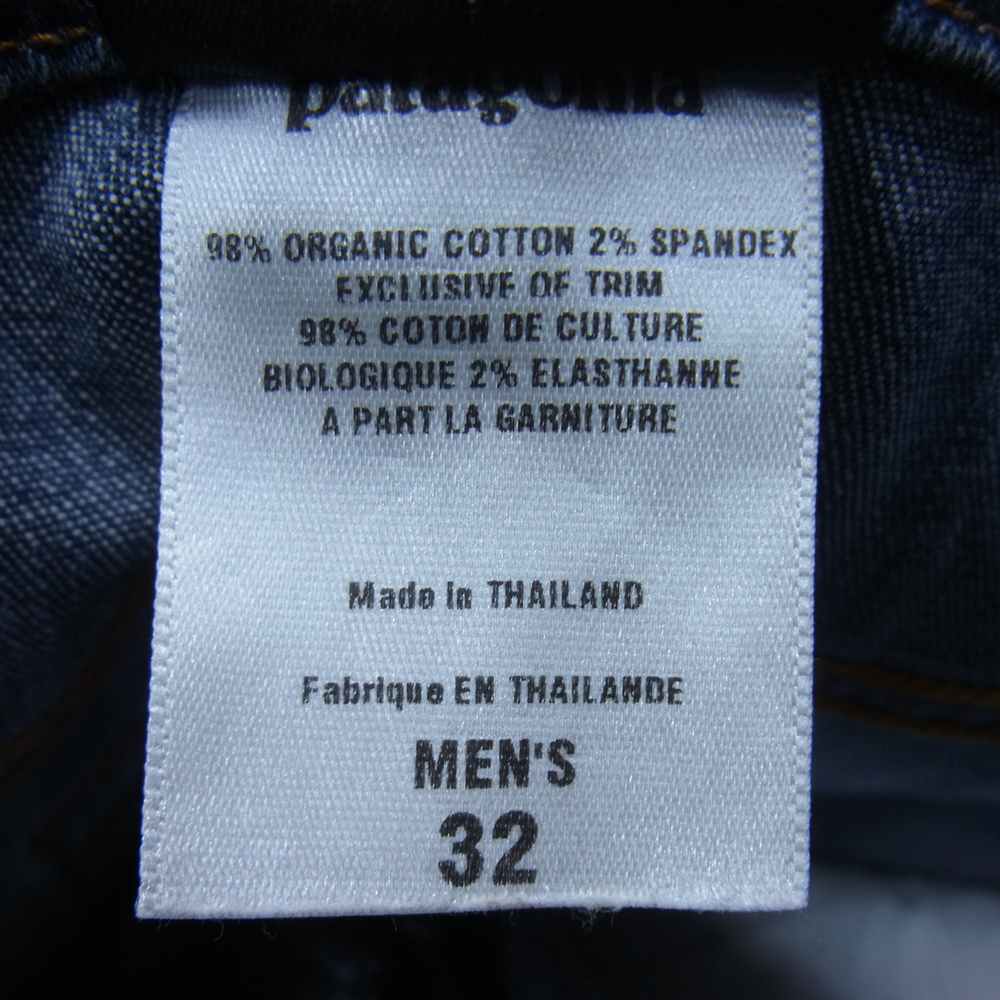 patagonia
98% ORGANIC COTTON 2% SPANDEX
EXCLUSIVE OF TRIM
98% COTON DE CULTURE
BIOLOGIQUE 2% ELASTHANNE
A PART LA GARNITURE
Made in THAILAND
Fabrique EN THAILANDE
MEN'S
32